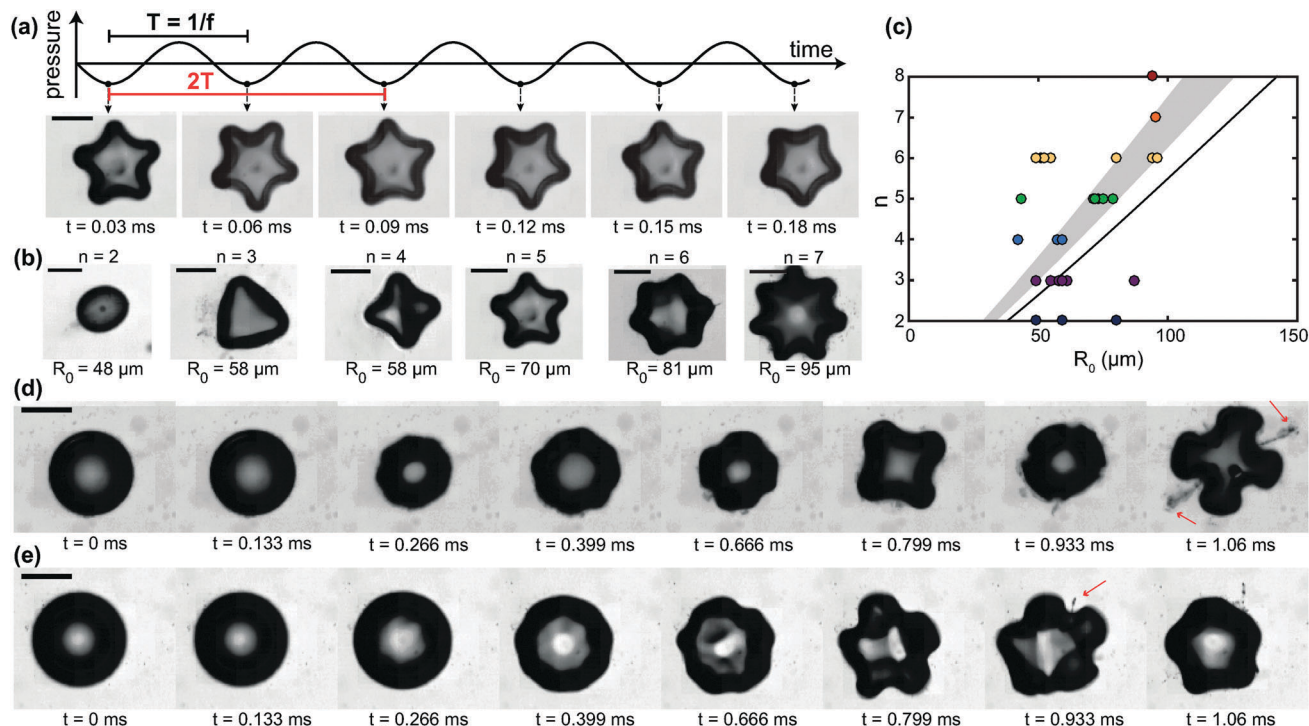 (a)
pressure
T = 1/f
time
2T
t = 0.03 ms t = 0.06 ms t = 0.09 ms t = 0.12 ms t = 0.15 ms t = 0.18 ms
(b)
n = 2 n = 3 n = 4 n = 5 n = 6 n = 7
R₀ = 48 µm R₀ = 58 µm R₀ = 58 µm R₀ = 70 µm R₀ = 81 µm R₀ = 95 µm
(c)
8
7
6
5
4
3
2
n
0 50 100 150
R₀ (µm)
(d)
t = 0 ms t = 0.133 ms t = 0.266 ms t = 0.399 ms t = 0.666 ms t = 0.799 ms t = 0.933 ms t = 1.06 ms
(e)
t = 0 ms t = 0.133 ms t = 0.266 ms t = 0.399 ms t = 0.666 ms t = 0.799 ms t = 0.933 ms t = 1.06 ms